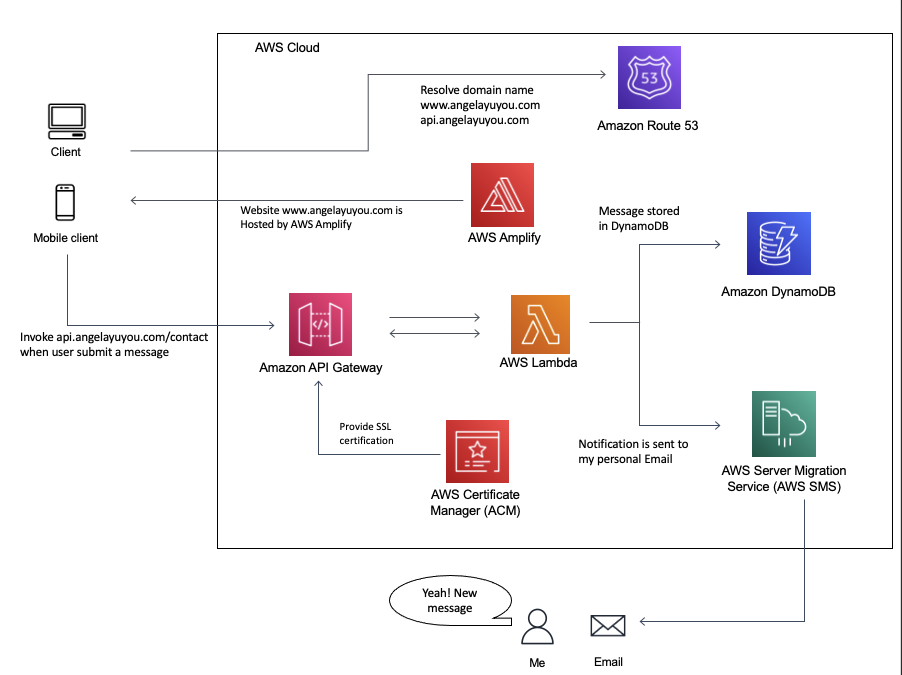 AWS Cloud
53
Resolve domain name
www.angelayuyou.com
api.angelayuyou.com
Amazon Route 53
Client
Mobile client
Website www.angelayuyou.com is
Hosted by AWS Amplify
AWS Amplify
Message stored
in DynamoDB
Amazon DynamoDB
Invoke api.angelayuyou.com/contact
when user submit a message
</>
Amazon API Gateway
AWS Lambda
Provide SSL
certification
AWS Certificate
Manager (ACM)
Notification is sent to
my personal Email
AWS Server Migration
Service (AWS SMS)
Yeah! New
message
Me
Email